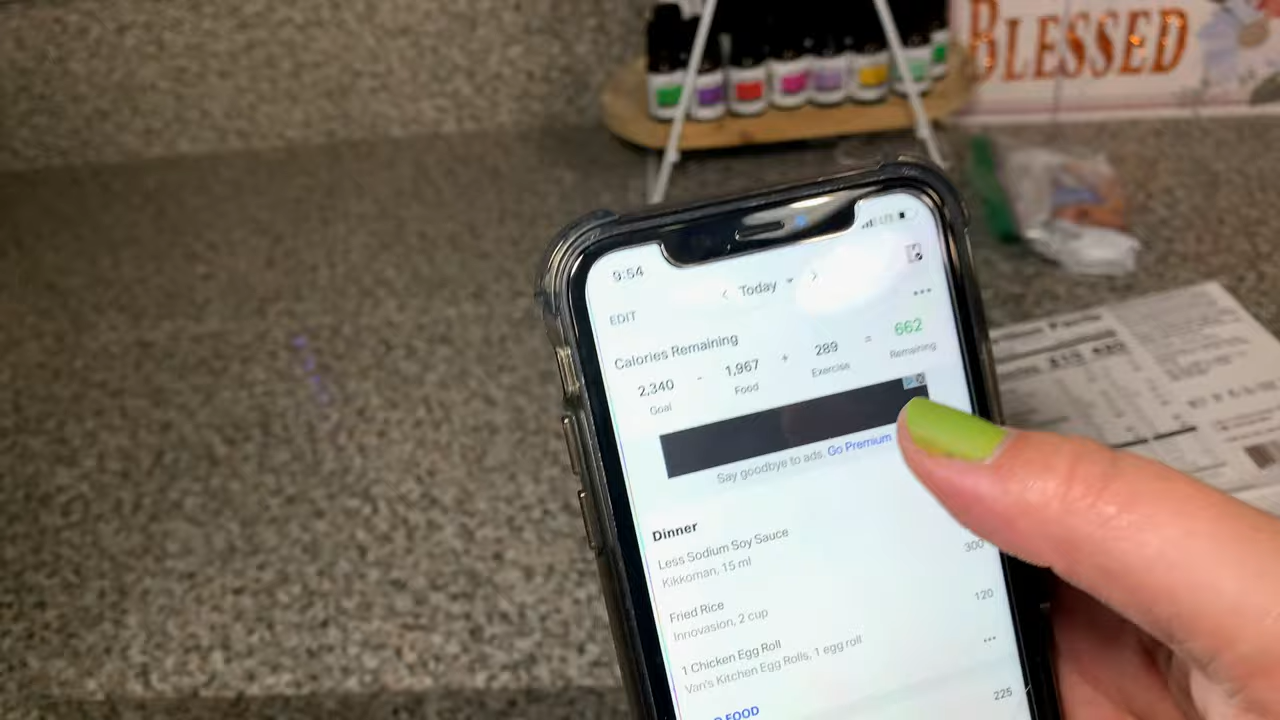 BLESSED
9:54
LTE
Today
EDIT
Calories Remaining
2,340 - 1,967 + 289 = 662
Goal Food Exercise Remaining
Say goodbye to ads. Go Premium
Dinner
Less Sodium Soy Sauce
Kikkoman, 15 ml
300
Fried Rice
Innovasion, 2 cup
120
1 Chicken Egg Roll
Van's Kitchen Egg Rolls, 1 egg roll
225
FOOD